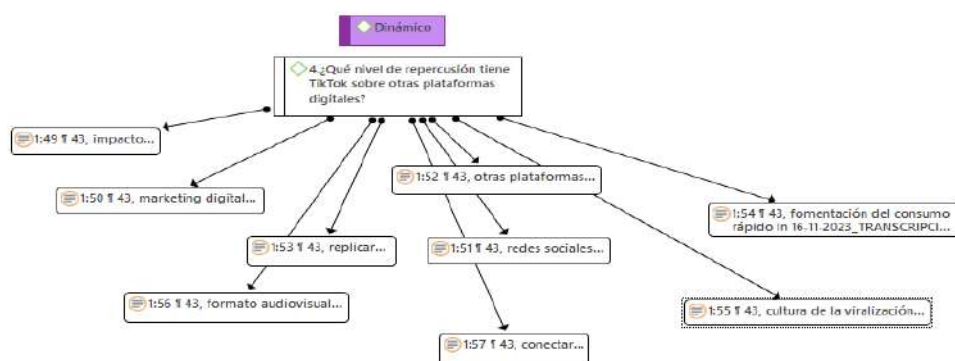 Dinámico
4.¿Qué nivel de repercusión tiene
TikTok sobre otras plataformas
digitales?
1:49 ¶ 43, impacto...
1:52 ¶ 43, otras plataformas...
1:50 ¶ 43, marketing digital...
1:54 ¶ 43, fomentación del consumo
rápido in 16-11-2023_TRANSCRIPCI...
1:53 ¶ 43, replicar...
1:51 ¶ 43, redes sociales...
1:56 ¶ 43, formato audiovisual...
1:55 ¶ 43, cultura de la viralización...
1:57 ¶ 43, conectar...